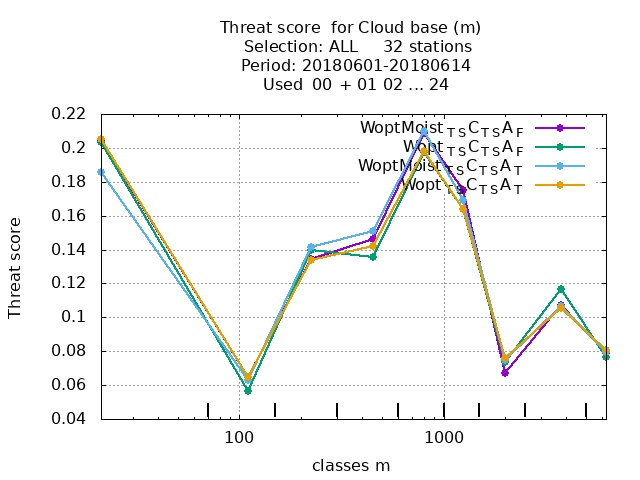 Threat score  for Cloud base (m)
Selection: ALL     32 stations
Period: 20180601-20180614
Used  00 + 01 02 ... 24
0.22
0.2
0.18
0.16
0.14
0.12
0.1
0.08
0.06
0.04
Threat score
WoptMoist TS C TS A F
Wopt TS C TS A F
WoptMoist TS C TS A T
Wopt TS C TS A T
100
1000
classes m